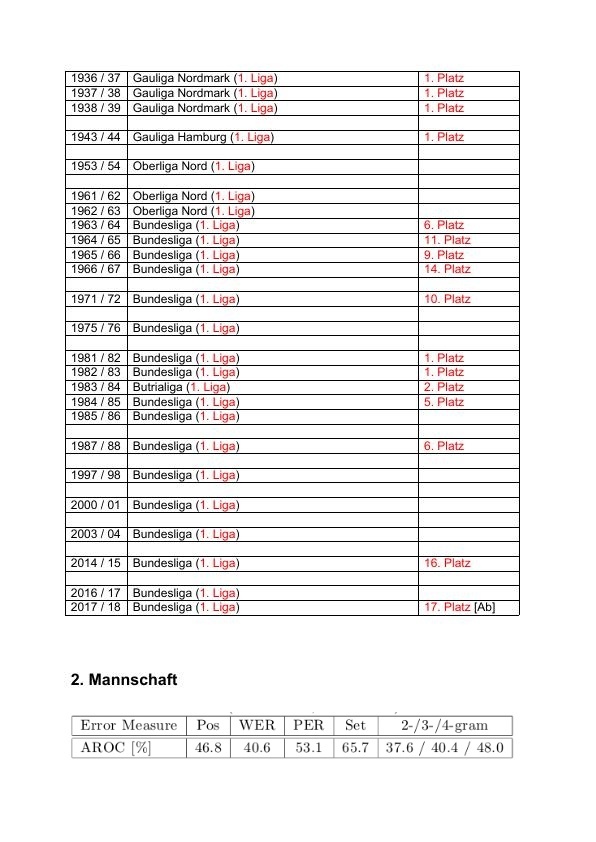 1936 / 37 Gauliga Nordmark (1. Liga) 1. Platz
1937 / 38 Gauliga Nordmark (1. Liga) 1. Platz
1938 / 39 Gauliga Nordmark (1. Liga) 1. Platz
1943 / 44 Gauliga Hamburg (1. Liga) 1. Platz
1953 / 54 Oberliga Nord (1. Liga)
1961 / 62 Oberliga Nord (1. Liga)
1962 / 63 Oberliga Nord (1. Liga)
1963 / 64 Bundesliga (1. Liga) 6. Platz
1964 / 65 Bundesliga (1. Liga) 11. Platz
1965 / 66 Bundesliga (1. Liga) 9. Platz
1966 / 67 Bundesliga (1. Liga) 14. Platz
1971 / 72 Bundesliga (1. Liga) 10. Platz
1975 / 76 Bundesliga (1. Liga)
1981 / 82 Bundesliga (1. Liga) 1. Platz
1982 / 83 Bundesliga (1. Liga) 1. Platz
1983 / 84 Butrialiga (1. Liga) 2. Platz
1984 / 85 Bundesliga (1. Liga) 5. Platz
1985 / 86 Bundesliga (1. Liga)
1987 / 88 Bundesliga (1. Liga) 6. Platz
1997 / 98 Bundesliga (1. Liga)
2000 / 01 Bundesliga (1. Liga)
2003 / 04 Bundesliga (1. Liga)
2014 / 15 Bundesliga (1. Liga) 16. Platz
2016 / 17 Bundesliga (1. Liga)
2017 / 18 Bundesliga (1. Liga) 17. Platz [Ab]
2. Mannschaft
Error Measure Pos WER PER Set 2-/3-/4-gram
AROC [%] 46.8 40.6 53.1 65.7 37.6 / 40.4 / 48.0